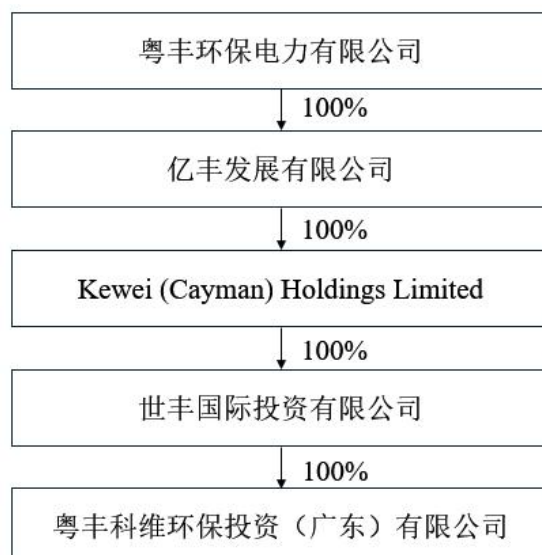 粤丰环保电力有限公司
100%
亿丰发展有限公司
100%
Kewei (Cayman) Holdings Limited
100%
世丰国际投资有限公司
100%
粤丰科维环保投资（广东）有限公司